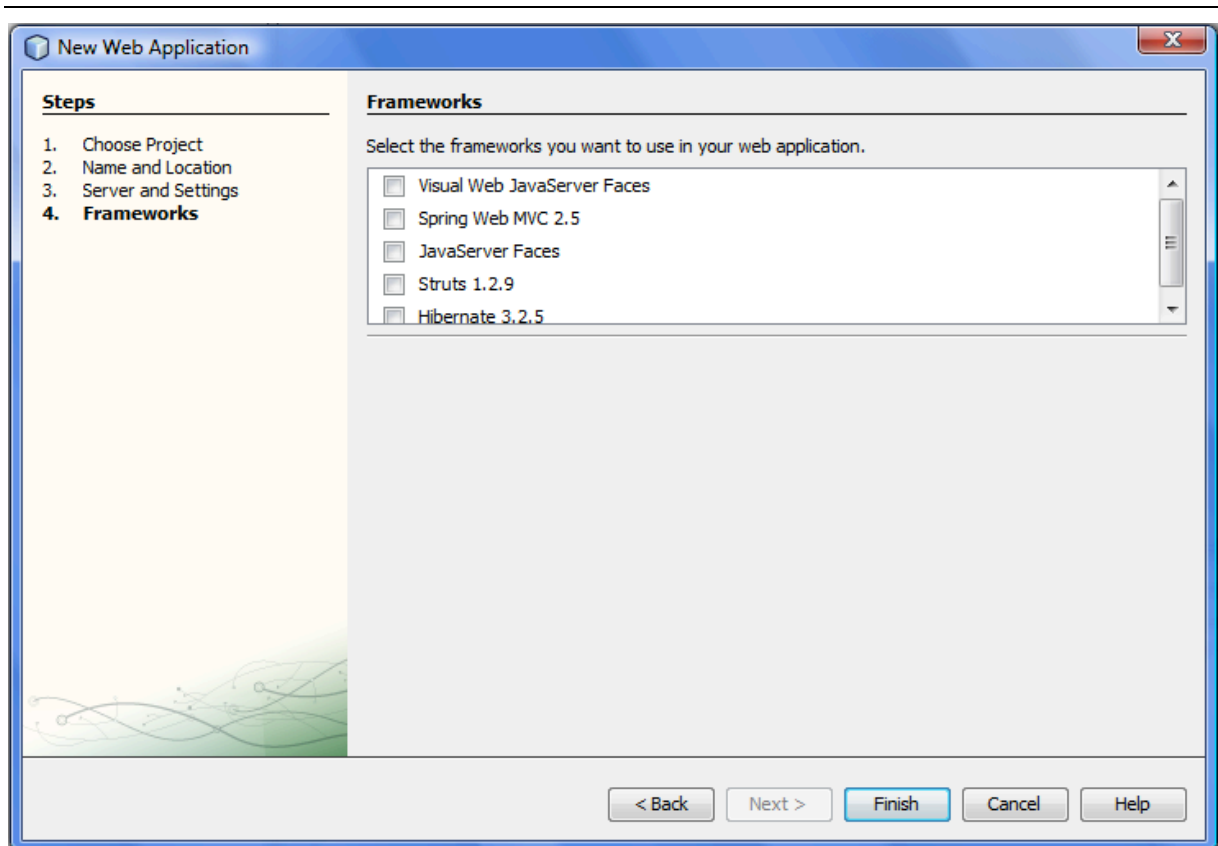 New Web Application
Steps
1. Choose Project
2. Name and Location
3. Server and Settings
4. Frameworks
Frameworks
Select the frameworks you want to use in your web application.
Visual Web JavaServer Faces
Spring Web MVC 2.5
JavaServer Faces
Struts 1.2.9
Hibernate 3.2.5
< Back Next > Finish Cancel Help